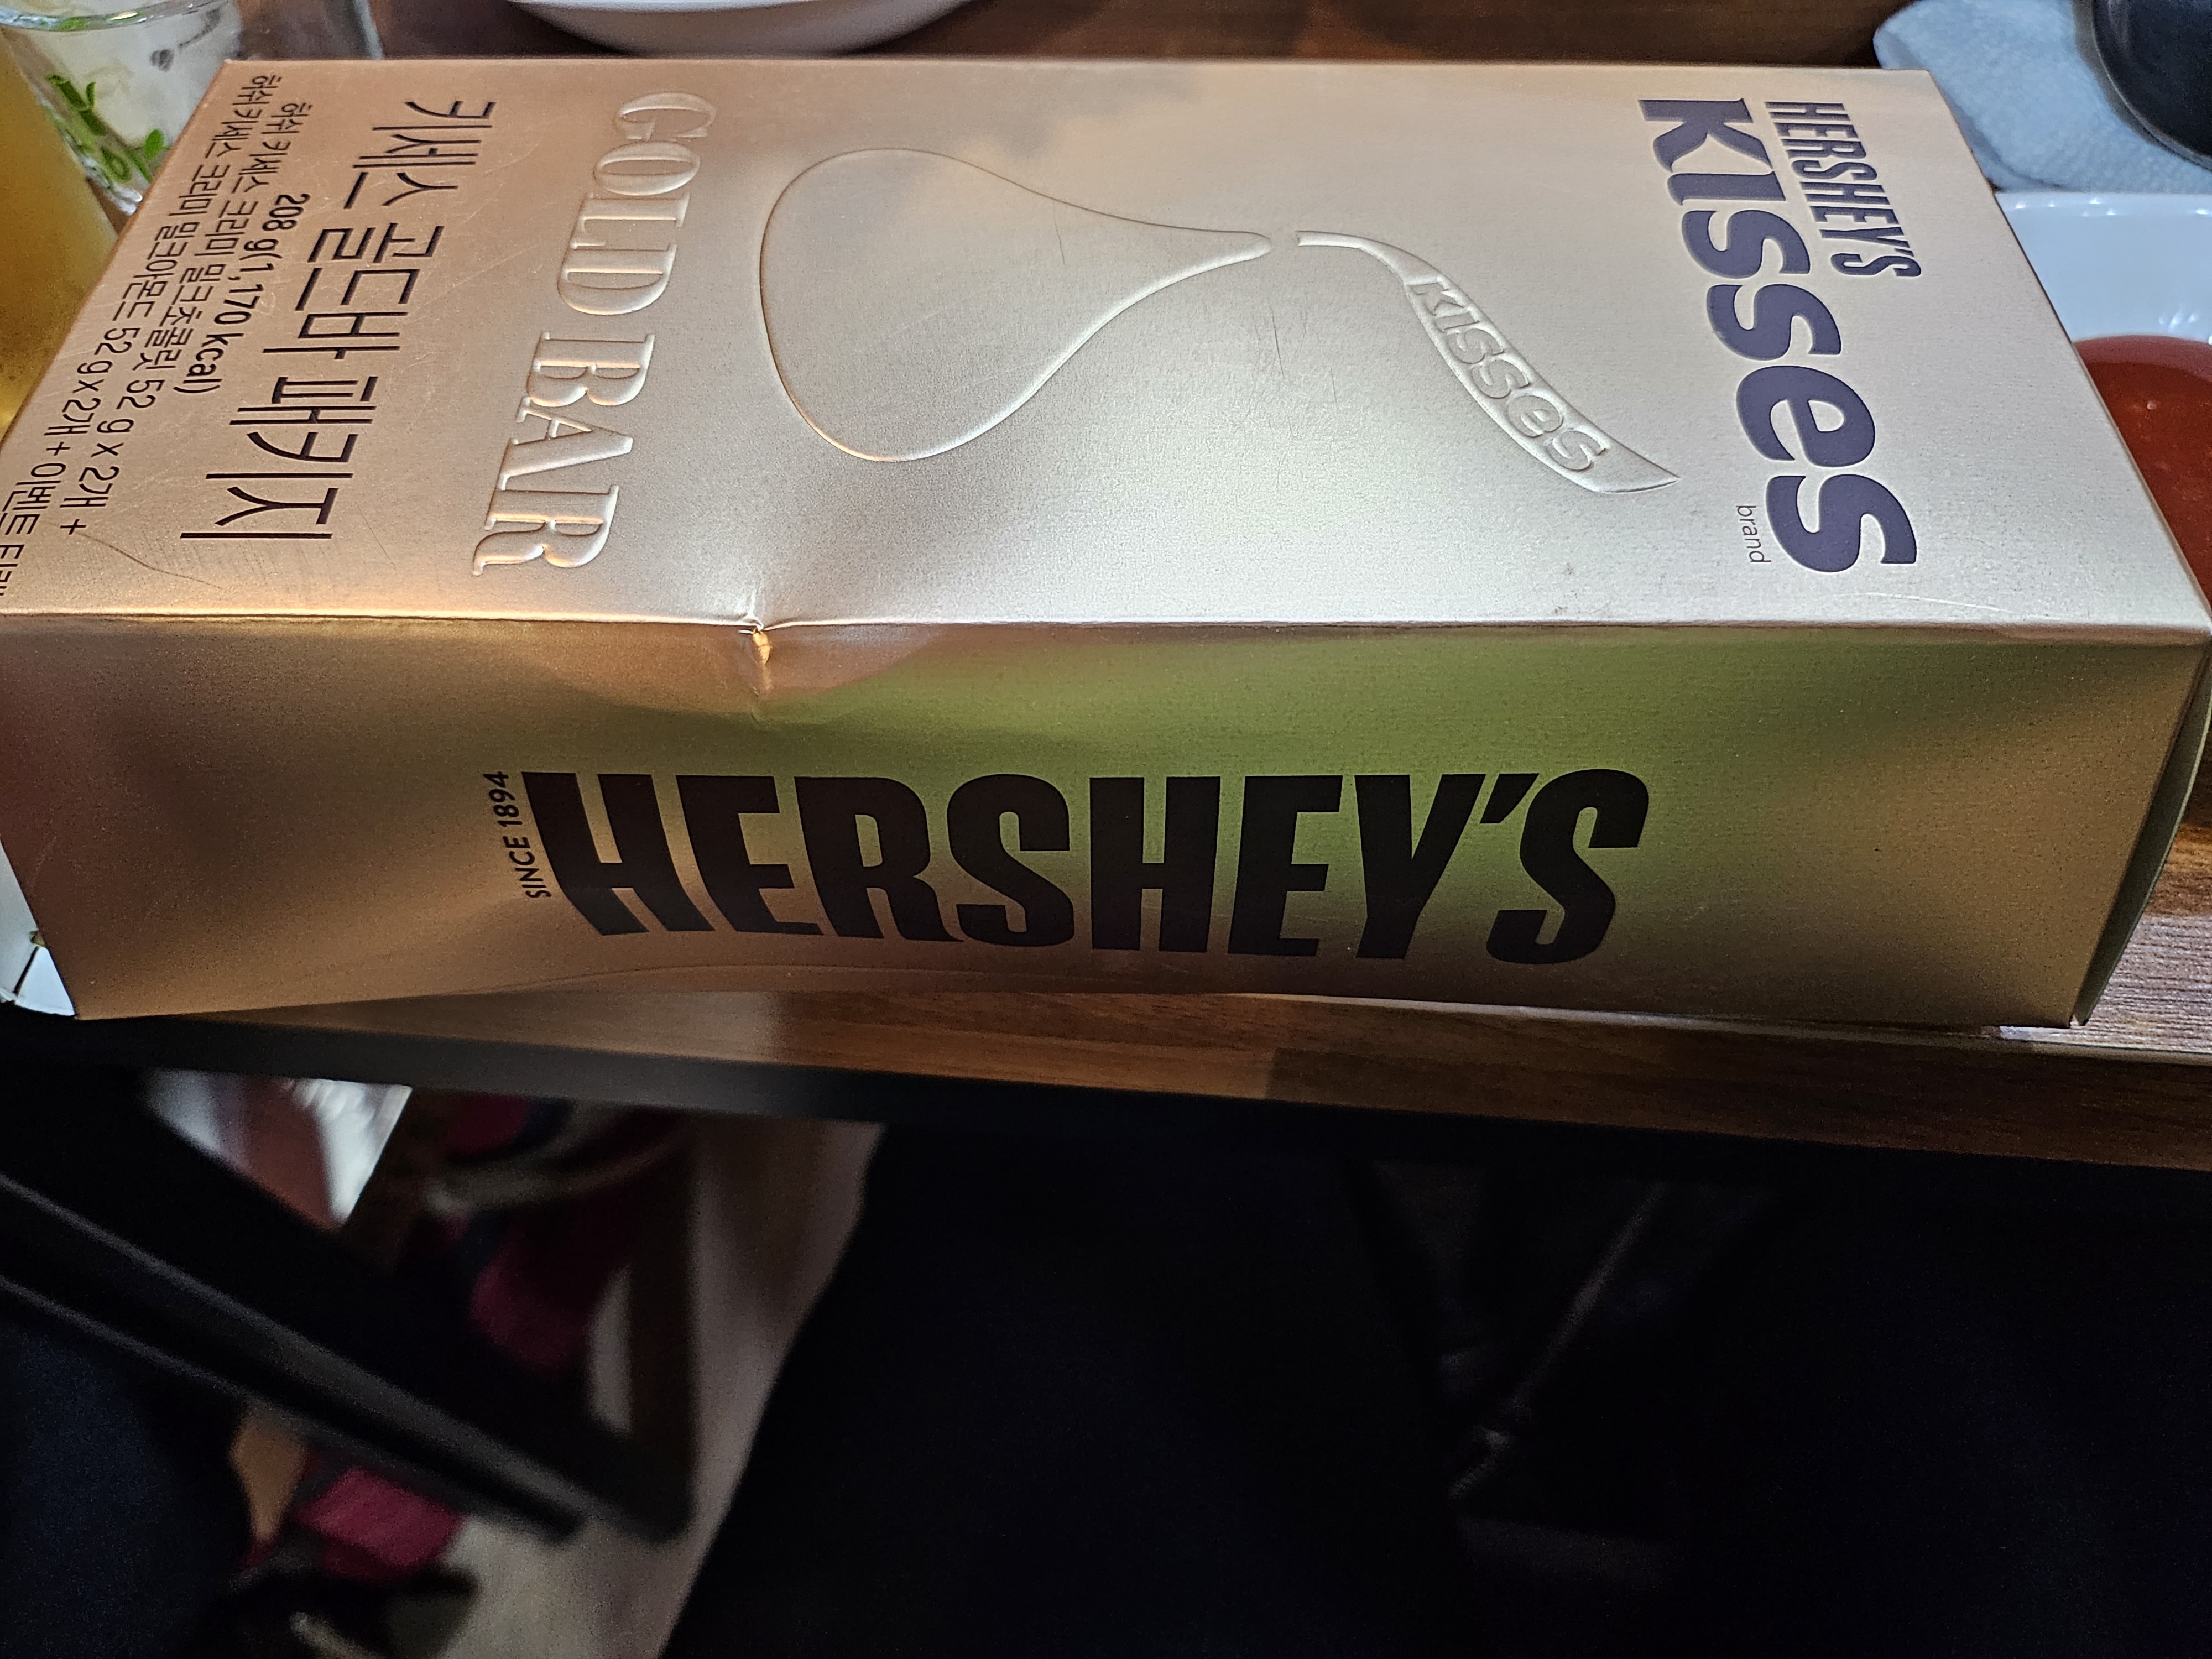 HERSHEY'S
Kisses
brand
Kisses
GOLD BAR
키세스 골드바 패키지
208 g(1,170 kcal)
허쉬 키세스 크리미 밀크초콜릿 52 g x 2개 +
허쉬 키세스 크리미 밀크아몬드 52 g x 2개 + 이벤트
SINCE 1894
HERSHEY'S